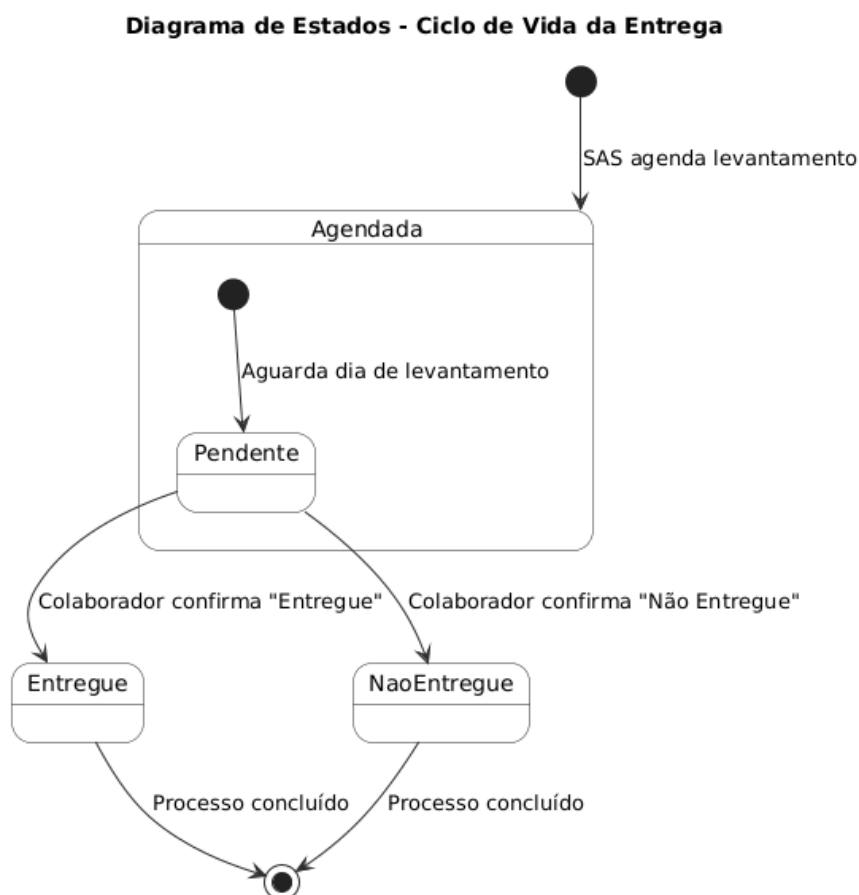 Diagrama de Estados - Ciclo de Vida da Entrega
SAS agenda levantamento
Agendada
Aguarda dia de levantamento
Pendente
Colaborador confirma "Entregue"
Colaborador confirma "Não Entregue"
Entregue
NaoEntregue
Processo concluído
Processo concluído